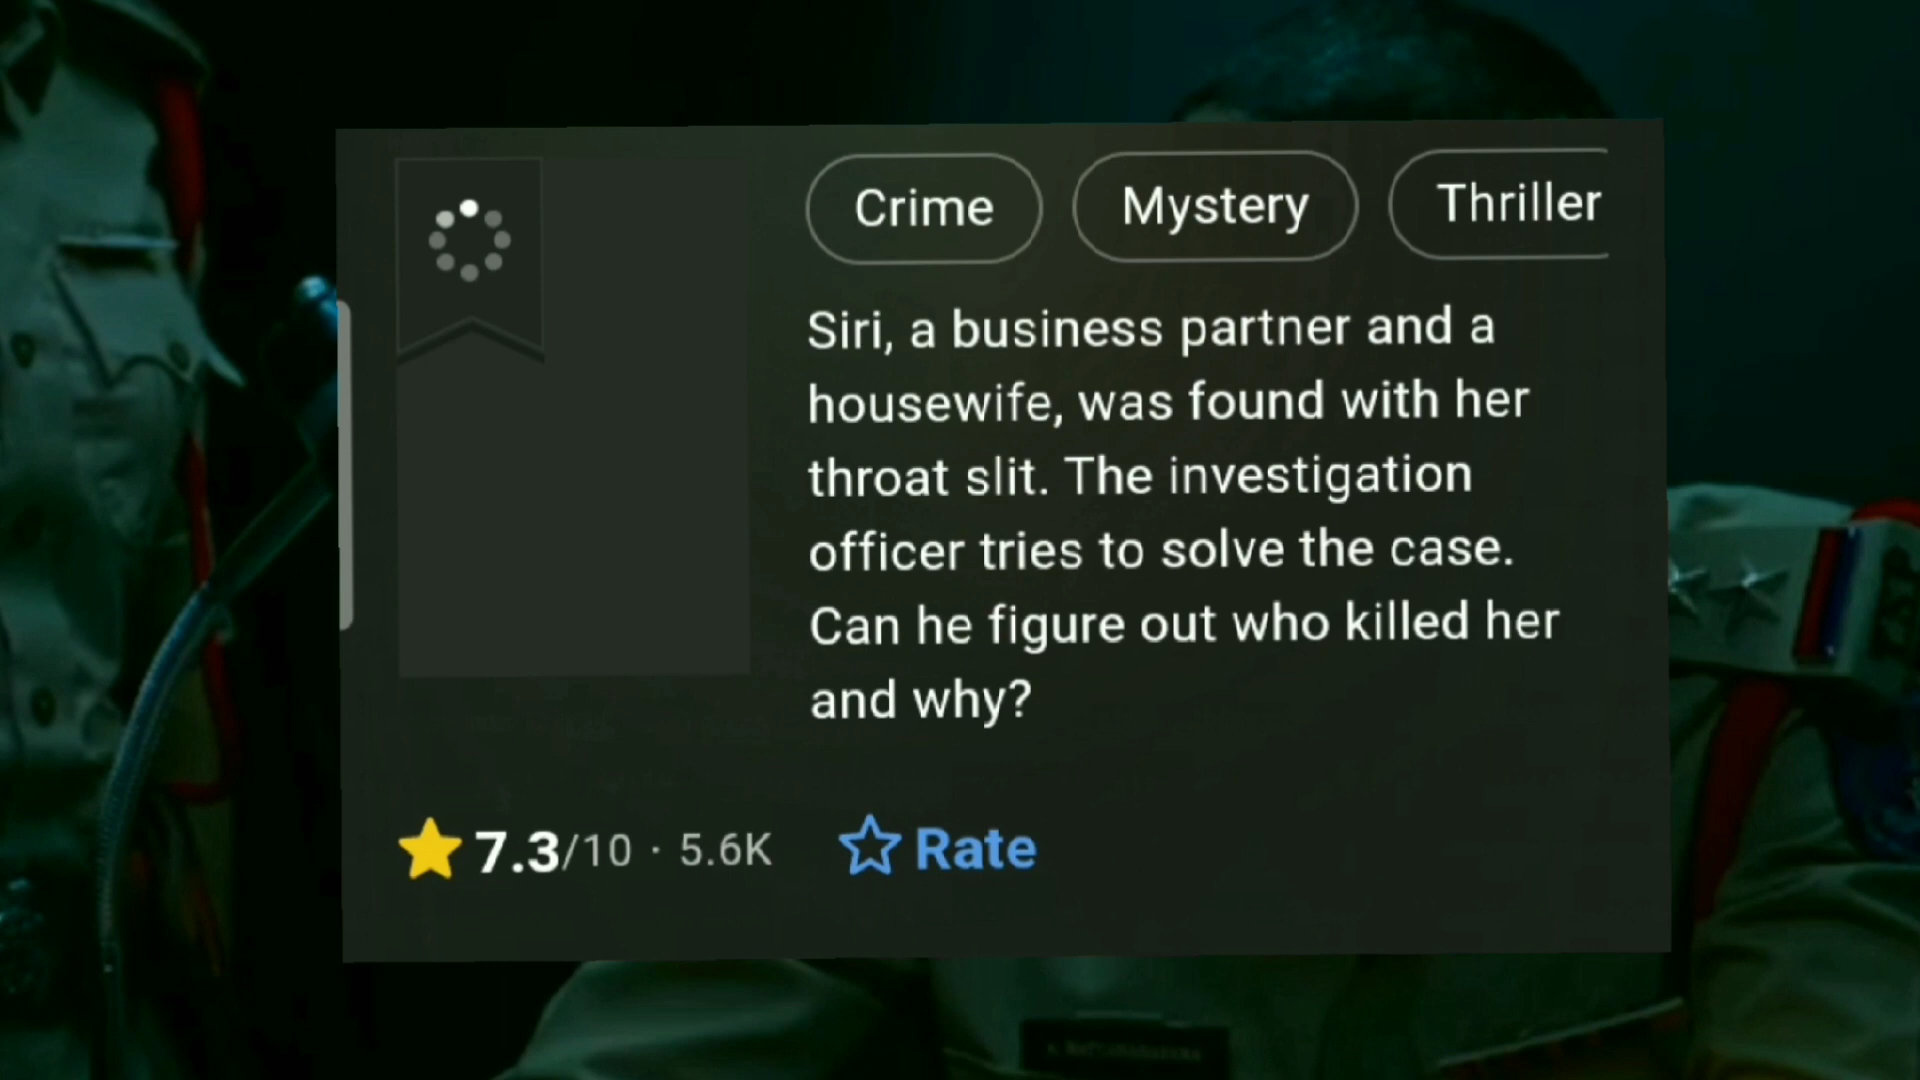 Crime Mystery Thriller
Siri, a business partner and a
housewife, was found with her
throat slit. The investigation
officer tries to solve the case.
Can he figure out who killed her
and why?
7.3/10 · 5.6K Rate